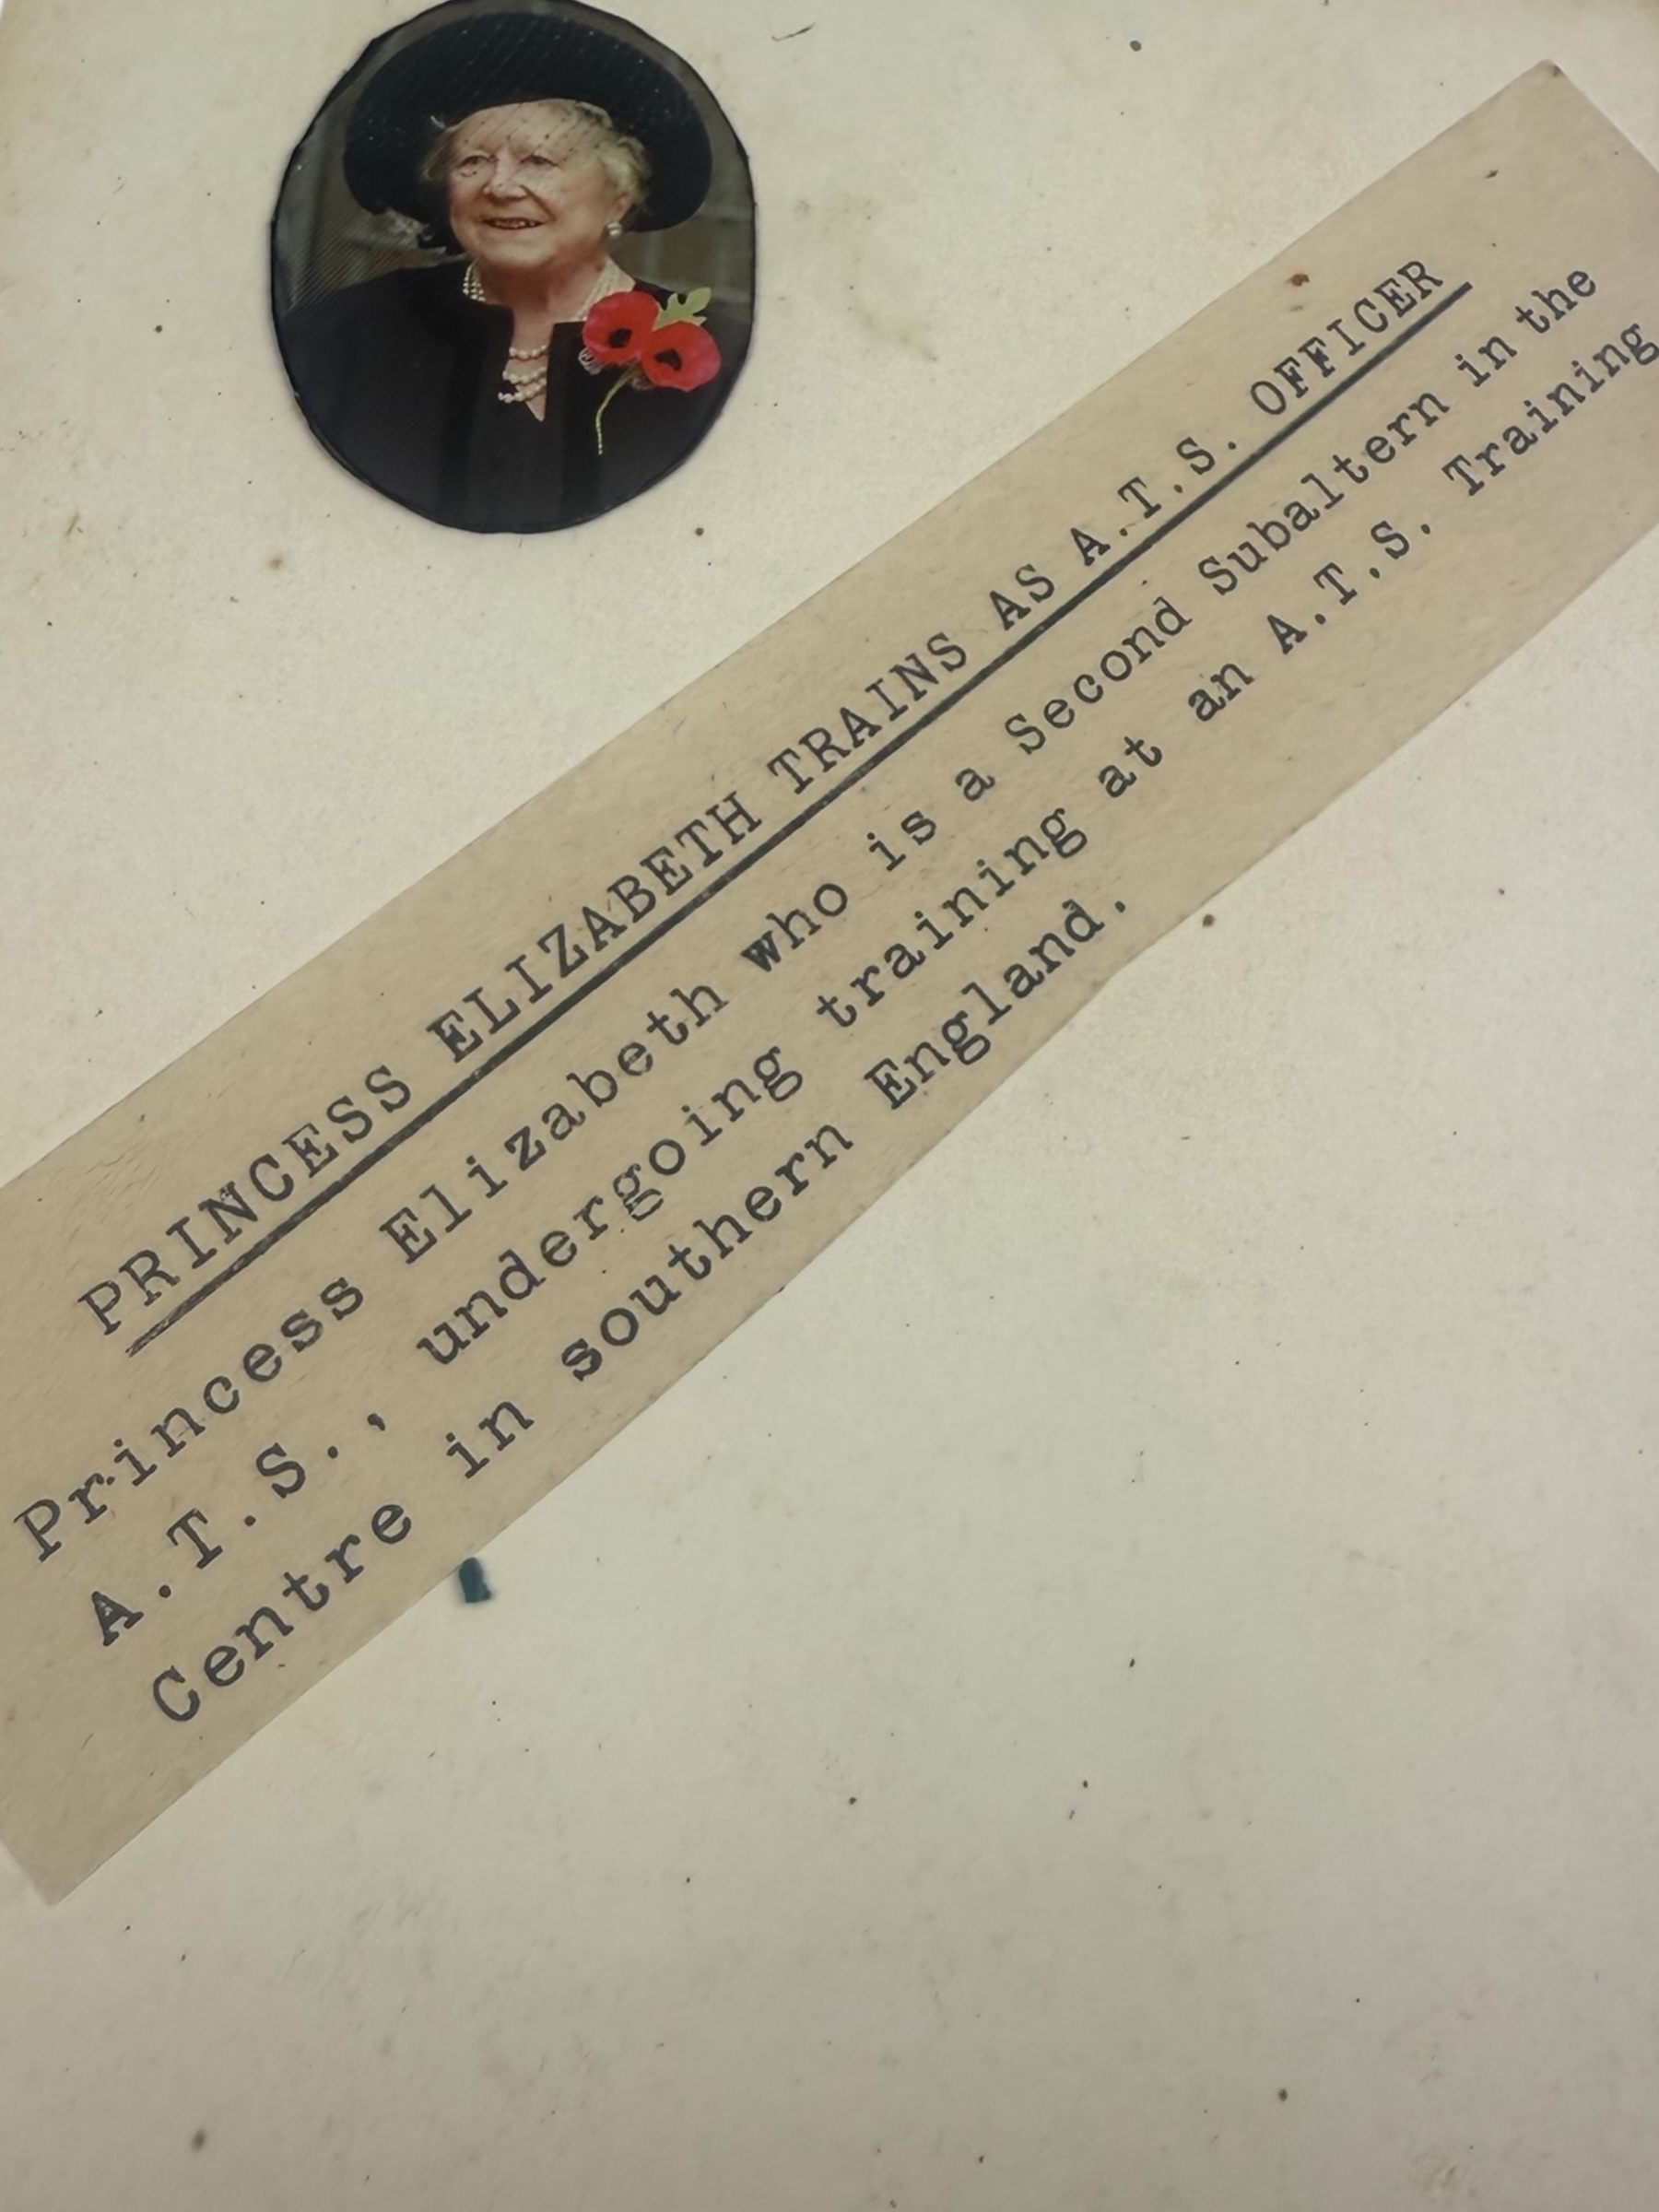 PRINCESS ELIZABETH TRAINS AS A.T.S. OFFICER
Princess Elizabeth who is a Second Subaltern in the
A.T.S., undergoing training at an A.T.S. Training
Centre in southern England.